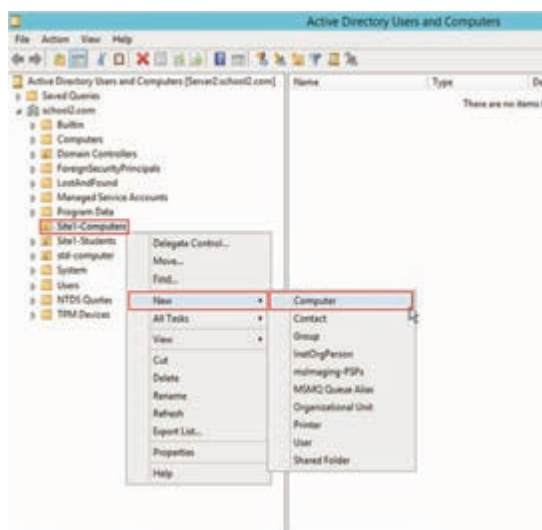 Active Directory Users and Computers
File Action View Help
Active Directory Users and Computers [Server2.school2.com]
Name Type De
Saved Queries
There are no items
school2.com
Builtin
Computers
Domain Controllers
ForeignSecurityPrincipals
LostAndFound
Managed Service Accounts
Program Data
Site1-Computers
Site1-Students
std-computer
System
Users
NTDS Quotas
TPM Devices
Delegate Control...
Move...
Find...
New
All Tasks
View
Cut
Delete
Rename
Refresh
Export List...
Properties
Help
Computer
Contact
Group
InetOrgPerson
msImaging-PSPs
MSMQ Queue Alias
Organizational Unit
Printer
User
Shared Folder